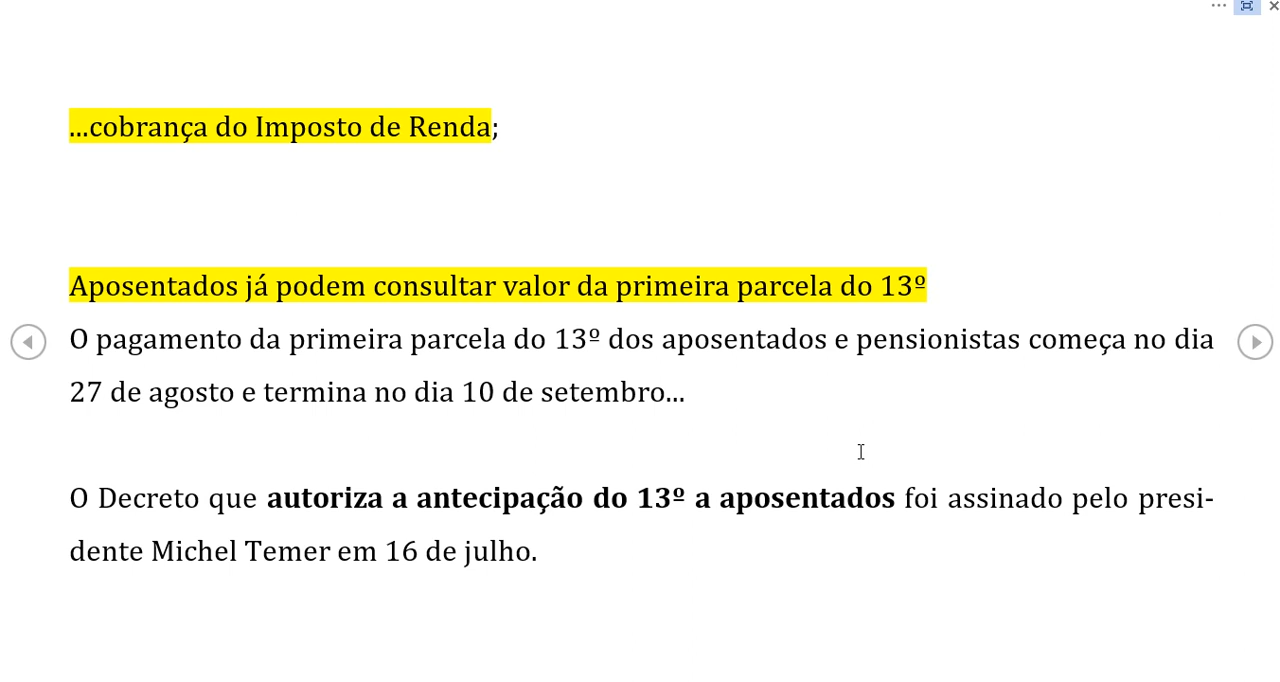 ...cobrança do Imposto de Renda;
Aposentados já podem consultar valor da primeira parcela do 13º
O pagamento da primeira parcela do 13º dos aposentados e pensionistas começa no dia
27 de agosto e termina no dia 10 de setembro...
O Decreto que autoriza a antecipação do 13º a aposentados foi assinado pelo presi-
dente Michel Temer em 16 de julho.